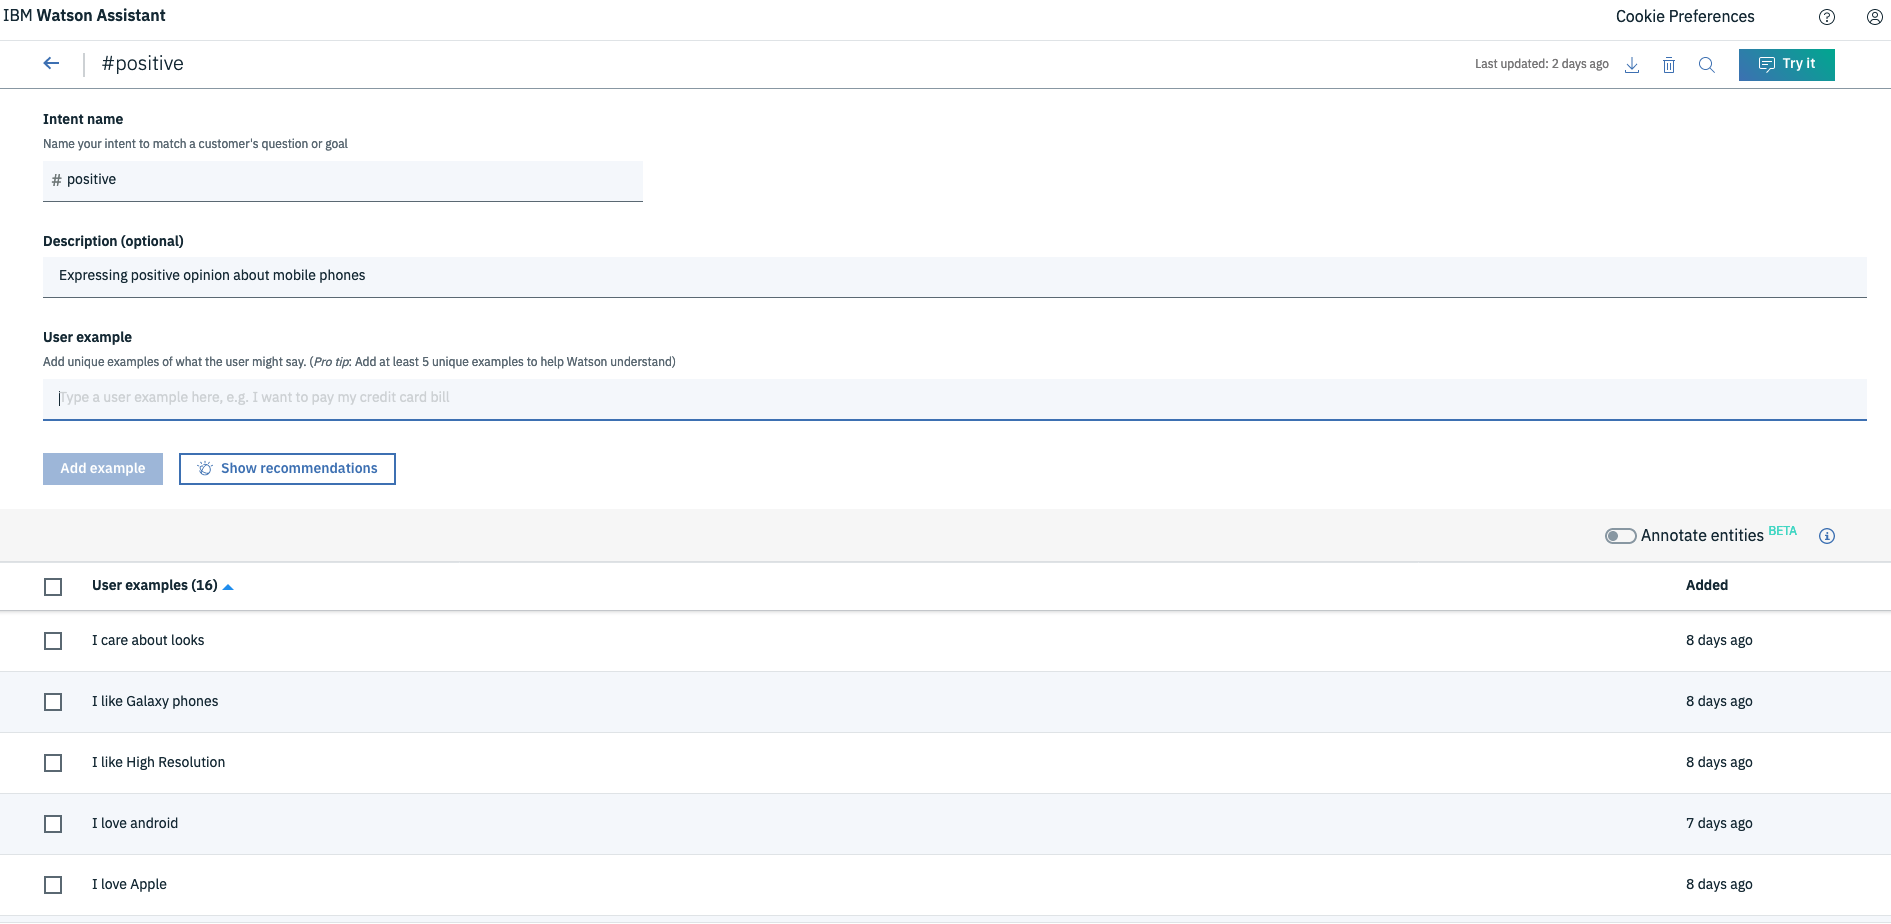 IBM Watson Assistant
Cookie Preferences
#positive
Last updated: 2 days ago
Try it
Intent name
Name your intent to match a customer's question or goal
# positive
Description (optional)
Expressing positive opinion about mobile phones
User example
Add unique examples of what the user might say. (Pro tip: Add at least 5 unique examples to help Watson understand)
Type a user example here, e.g. I want to pay my credit card bill
Add example
Show recommendations
Annotate entities BETA
User examples (16)
Added
I care about looks
8 days ago
I like Galaxy phones
8 days ago
I like High Resolution
8 days ago
I love android
7 days ago
I love Apple
8 days ago